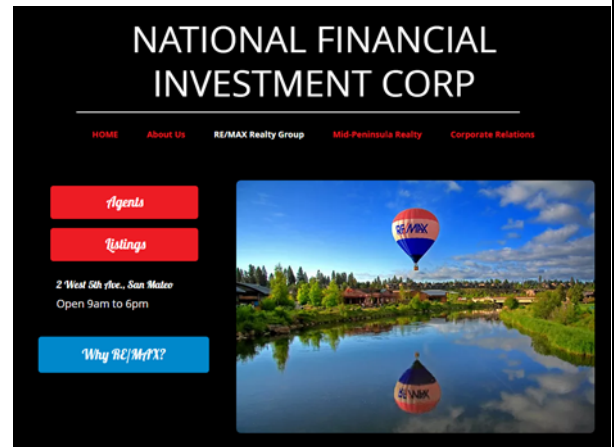 NATIONAL FINANCIAL
INVESTMENT CORP
HOME About Us RE/MAX Realty Group Mid-Peninsula Realty Corporate Relations
Agents
Listings
2 West 5th Ave., San Mateo
Open 9am to 6pm
Why RE/MAX?
RE/MAX